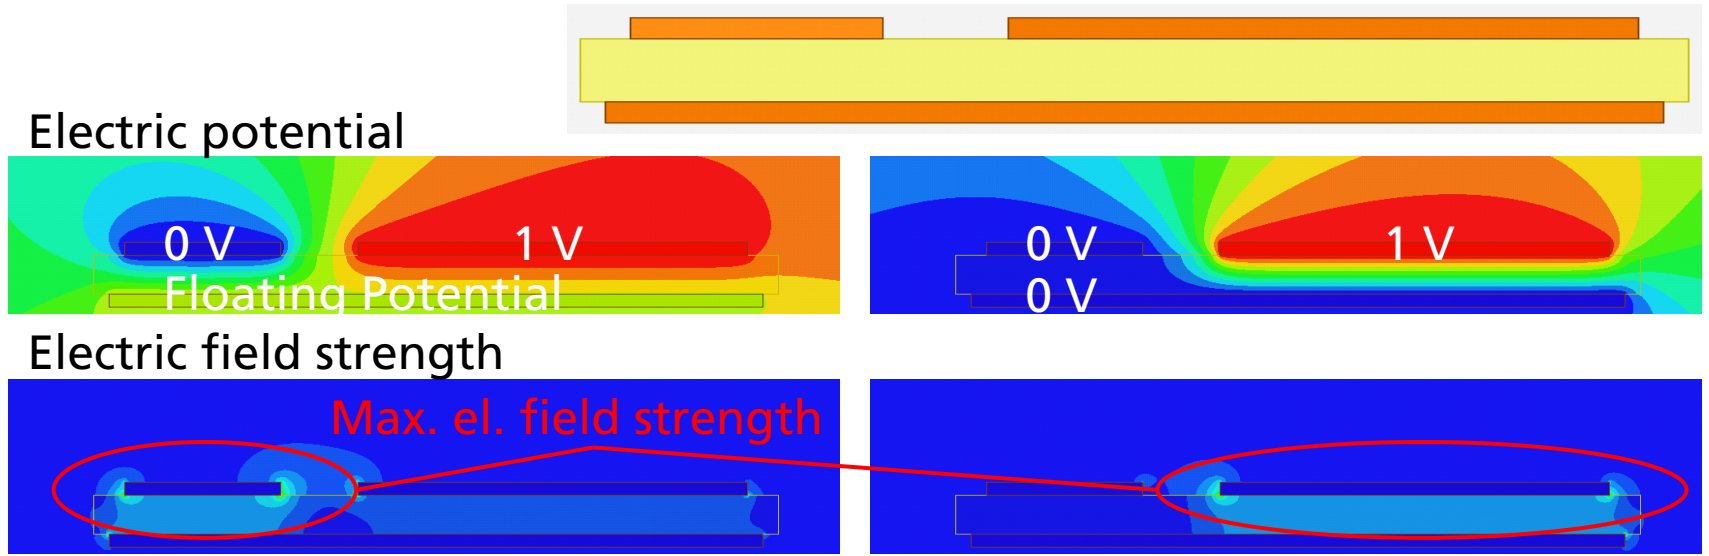 Electric potential
0 V
1 V
Floating Potential
0 V
1 V
0 V
Electric field strength
Max. el. field strength